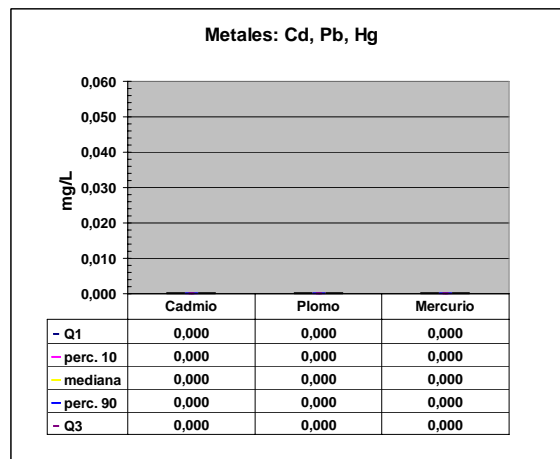 Metales: Cd, Pb, Hg
mg/L
0,060
0,050
0,040
0,030
0,020
0,010
0,000
Cadmio Plomo Mercurio
Q1 0,000 0,000 0,000
perc. 10 0,000 0,000 0,000
mediana 0,000 0,000 0,000
perc. 90 0,000 0,000 0,000
Q3 0,000 0,000 0,000